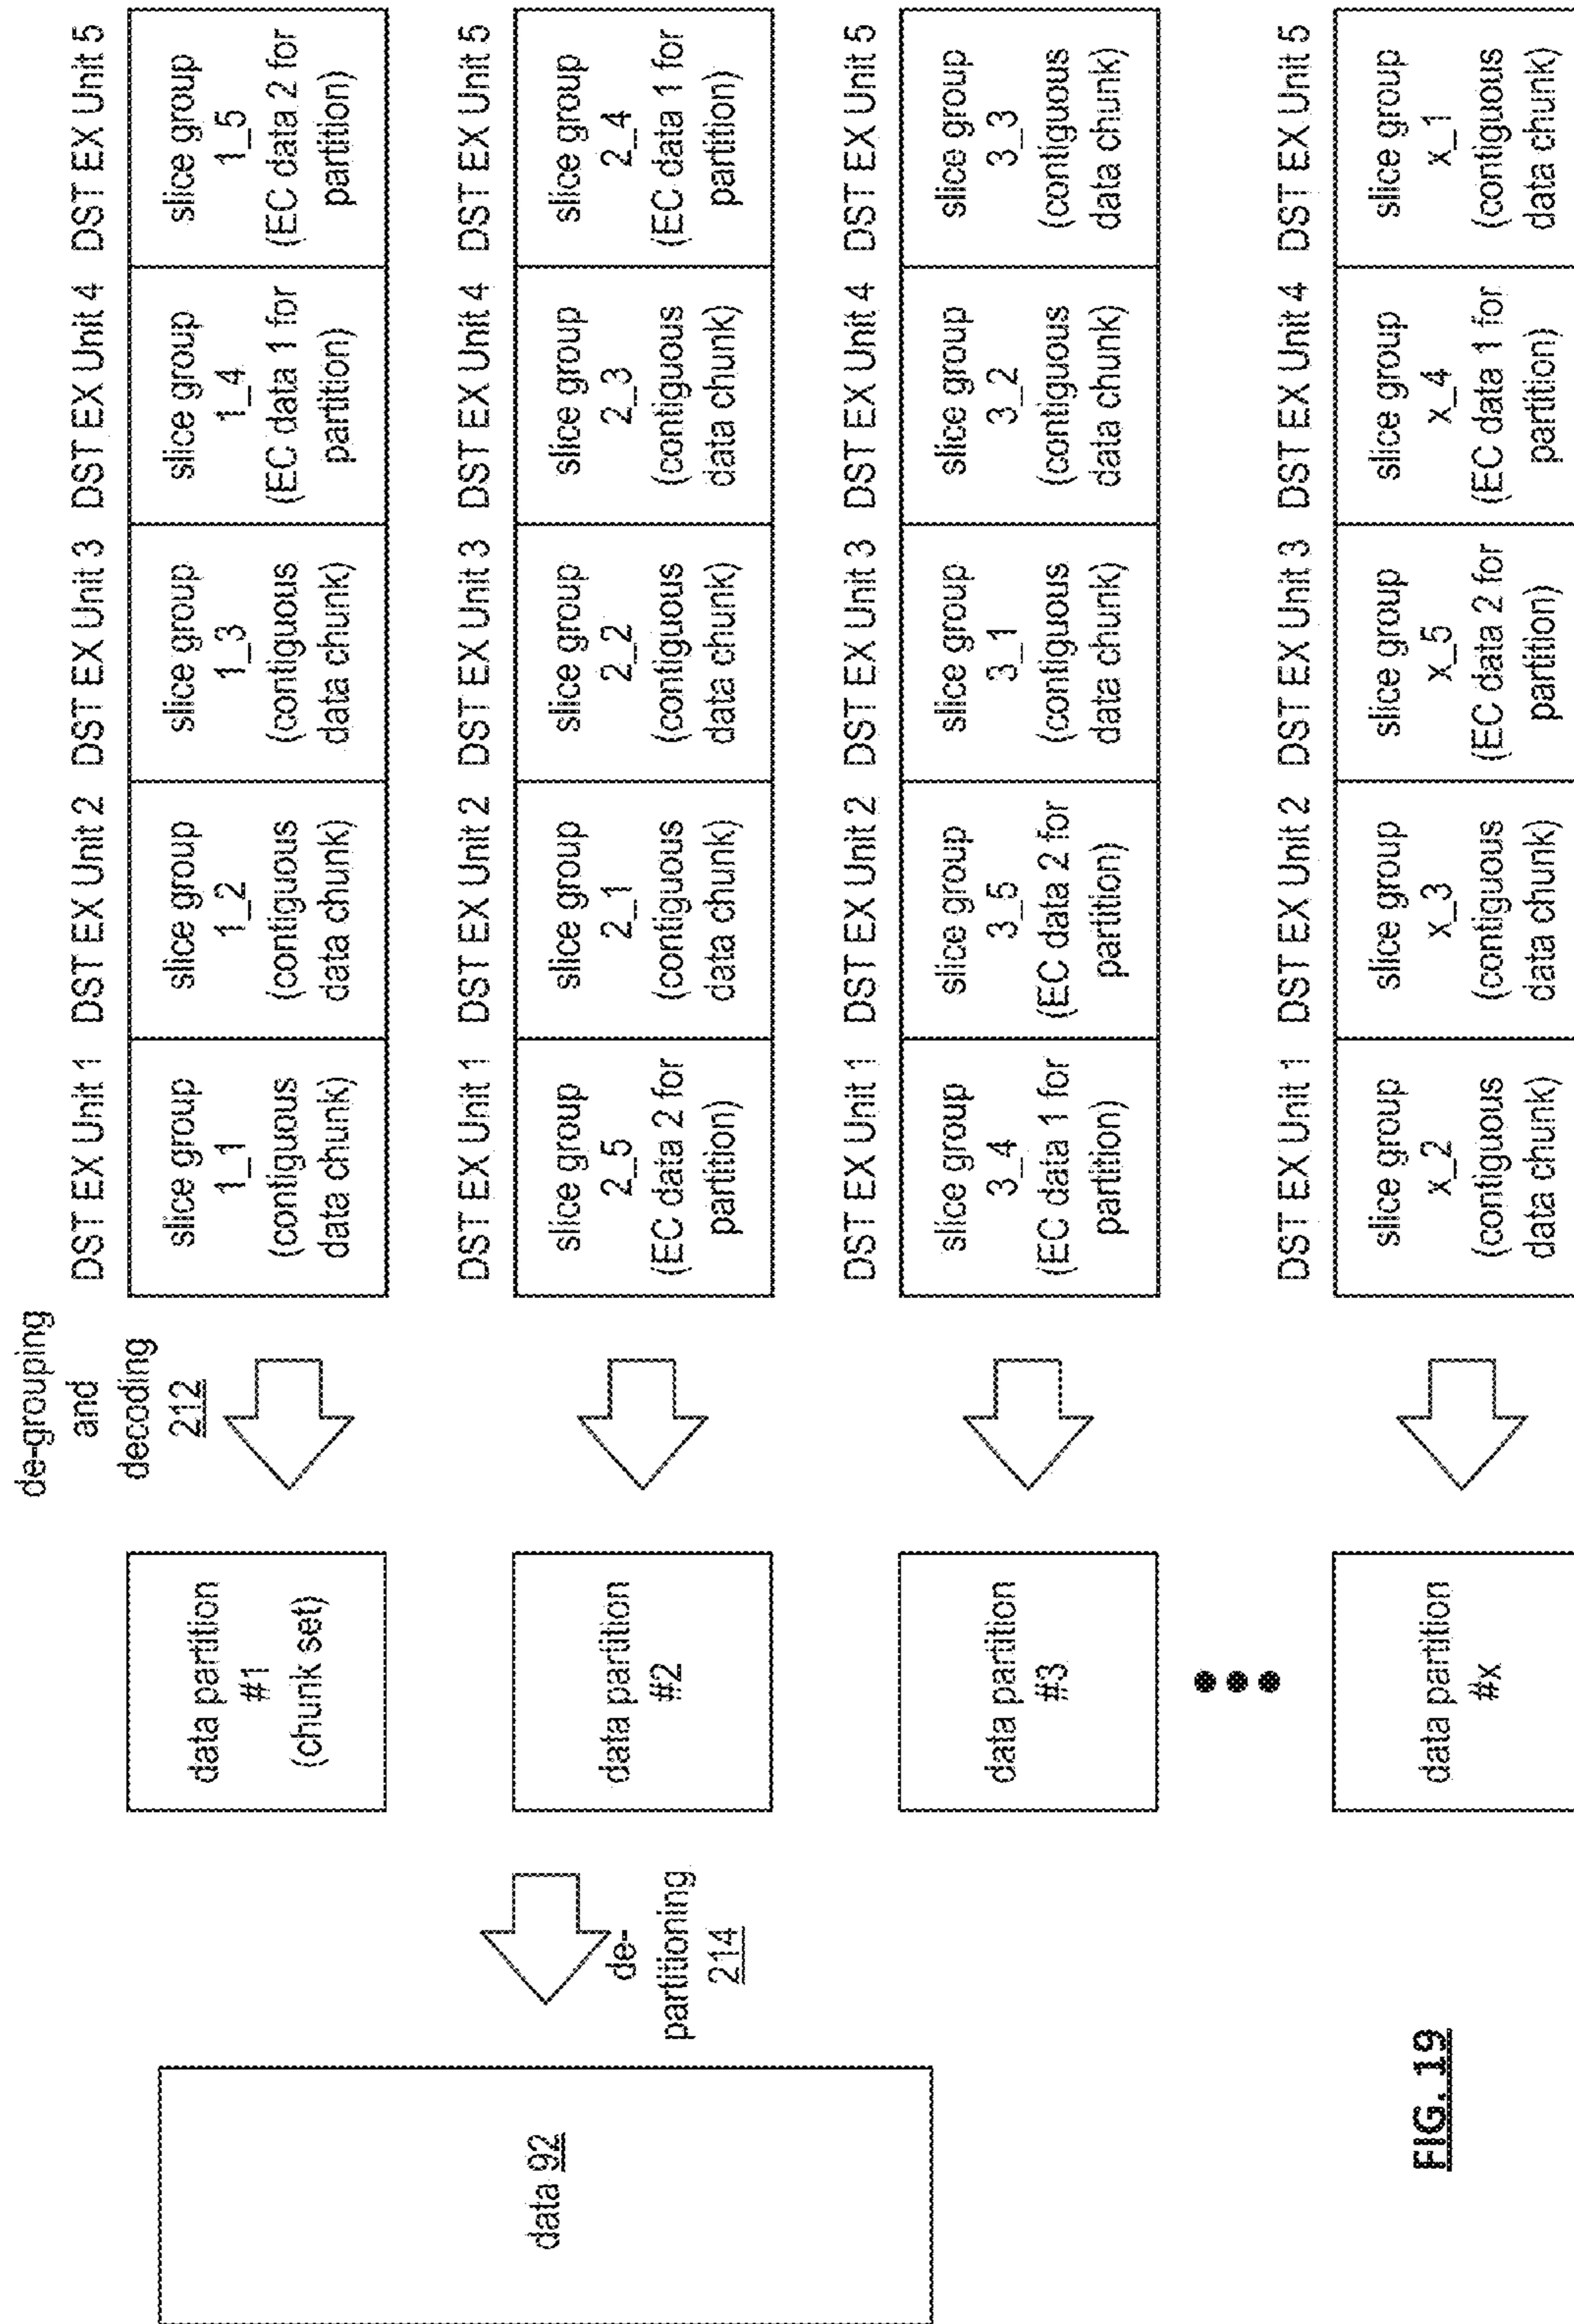 de-grouping
and
decoding
212
DST EX Unit 1 DST EX Unit 2 DST EX Unit 3 DST EX Unit 4 DST EX Unit 5
data 92
de-
partitioning
214
data partition
#1
(chunk set)
slice group
1_1
(contiguous
data chunk)
slice group
1_2
(contiguous
data chunk)
slice group
1_3
(contiguous
data chunk)
slice group
1_4
(EC data 1 for
partition)
slice group
1_5
(EC data 2 for
partition)
DST EX Unit 1 DST EX Unit 2 DST EX Unit 3 DST EX Unit 4 DST EX Unit 5
data partition
#2
slice group
2_5
(EC data 2 for
partition)
slice group
2_1
(contiguous
data chunk)
slice group
2_2
(contiguous
data chunk)
slice group
2_3
(contiguous
data chunk)
slice group
2_4
(EC data 1 for
partition)
DST EX Unit 1 DST EX Unit 2 DST EX Unit 3 DST EX Unit 4 DST EX Unit 5
data partition
#3
slice group
3_4
(EC data 1 for
partition)
slice group
3_5
(EC data 2 for
partition)
slice group
3_1
(contiguous
data chunk)
slice group
3_2
(contiguous
data chunk)
slice group
3_3
(contiguous
data chunk)
DST EX Unit 1 DST EX Unit 2 DST EX Unit 3 DST EX Unit 4 DST EX Unit 5
data partition
#x
slice group
x_2
(contiguous
data chunk)
slice group
x_3
(contiguous
data chunk)
slice group
x_5
(EC data 2 for
partition)
slice group
x_4
(EC data 1 for
partition)
slice group
x_1
(contiguous
data chunk)
FIG. 19